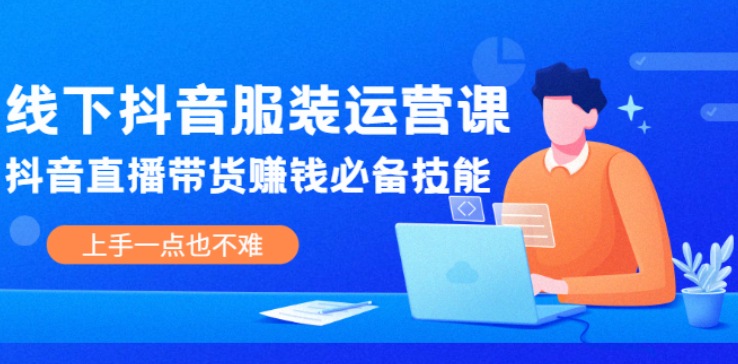 线下抖音服装运营课
抖音直播带货赚钱必备技能
上手一点也不难